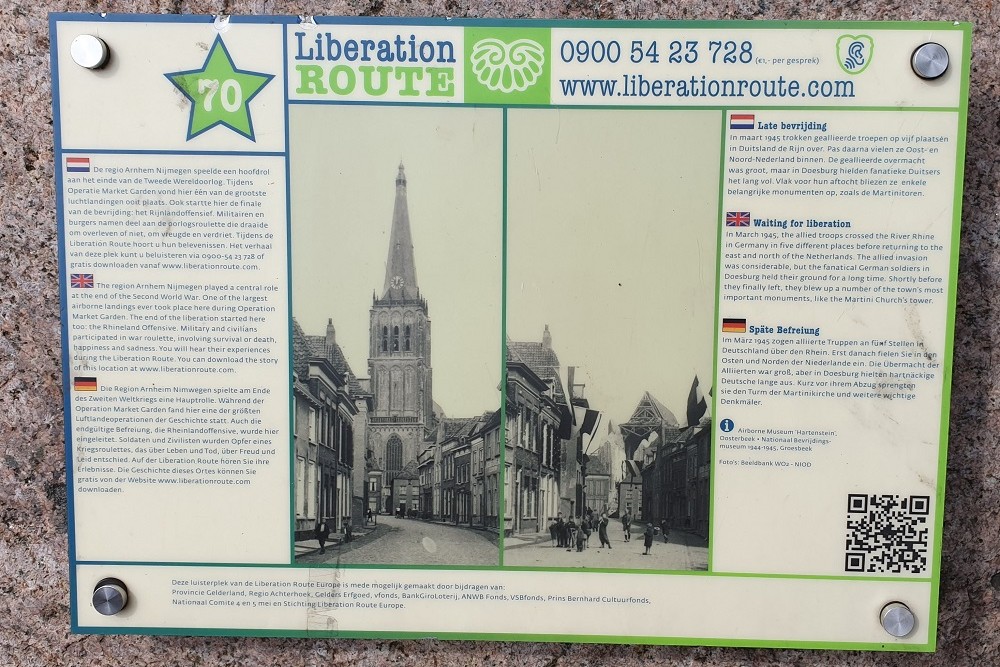 70
Liberation
ROUTE
0900 54 23 728 (€1,- per gesprek)
www.liberationroute.com
De regio Arnhem Nijmegen speelde een hoofdrol
aan het einde van de Tweede Wereldoorlog. Tijdens
Operatie Market Garden vond hier één van de grootste
luchtlandingen ooit plaats. Ook startte hier de finale
van de bevrijding: het Rijnlandoffensief. Militairen en
burgers namen deel aan de oorlogsroulette die draaide
om overleven of niet, om vreugde en verdriet. Tijdens de
Liberation Route hoort u hun belevenissen. Het verhaal
van deze plek kunt u beluisteren via 0900-54 23 728 of
gratis downloaden vanaf www.liberationroute.com.
The region Arnhem Nijmegen played a central role
at the end of the Second World War. One of the largest
airborne landings ever took place here during Operation
Market Garden. The end of the liberation started here
too: the Rhineland Offensive. Military and civilians
participated in war roulette, involving survival or death,
happiness and sadness. You will hear their experiences
during the Liberation Route. You can download the story
of this location at www.liberationroute.com.
Die Region Arnheim Nimwegen spielte am Ende
des Zweiten Weltkriegs eine Hauptrolle. Während der
Operation Market Garden fand hier eine der größten
Luftlandeoperationen der Geschichte statt. Auch die
endgültige Befreiung, die Rheinlandoffensive, wurde hier
eingeleitet. Soldaten und Zivilisten wurden Opfer eines
Kriegsroulettes, das über Leben und Tod, über Freud und
Leid entschied. Auf der Liberation Route hören Sie ihre
Erlebnisse. Die Geschichte dieses Ortes können Sie
gratis von der Website www.liberationroute.com
downloaden.
Late bevrijding
In maart 1945 trokken geallieerde troepen op vijf plaatsen
in Duitsland de Rijn over. Pas daarna vielen ze Oost- en
Noord-Nederland binnen. De geallieerde overmacht
was groot, maar in Doesburg hielden fanatieke Duitsers
het lang vol. Vlak voor hun aftocht bliezen ze enkele
belangrijke monumenten op, zoals de Martinitoren.
Waiting for liberation
In March 1945, the allied troops crossed the River Rhine
in Germany in five different places before returning to the
east and north of the Netherlands. The allied invasion
was considerable, but the fanatical German soldiers in
Doesburg held their ground for a long time. Shortly before
they finally left, they blew up a number of the town's most
important monuments, like the Martini Church's tower.
Späte Befreiung
Im März 1945 zogen alliierte Truppen an fünf Stellen in
Deutschland über den Rhein. Erst danach fielen Sie in den
Osten und Norden der Niederlande ein. Die Übermacht der
Alliierten war groß, aber in Doesburg hielten hartnäckige
Deutsche lange aus. Kurz vor ihrem Abzug sprengten
sie den Turm der Martinikirche und weitere wichtige
Denkmäler.
i Airborne Museum 'Hartenstein',
Oosterbeek • Nationaal Bevrijdings-
museum 1944-1945, Groesbeek
Foto's: Beeldbank WO2 - NIOD
Deze luisterplek van de Liberation Route Europe is mede mogelijk gemaakt door bijdragen van:
Provincie Gelderland, Regio Achterhoek, Gelders Erfgoed, vfonds, BankGiroLoterij, ANWB Fonds, VSBfonds, Prins Bernhard Cultuurfonds,
Nationaal Comite 4 en 5 mei en Stichting Liberation Route Europe.